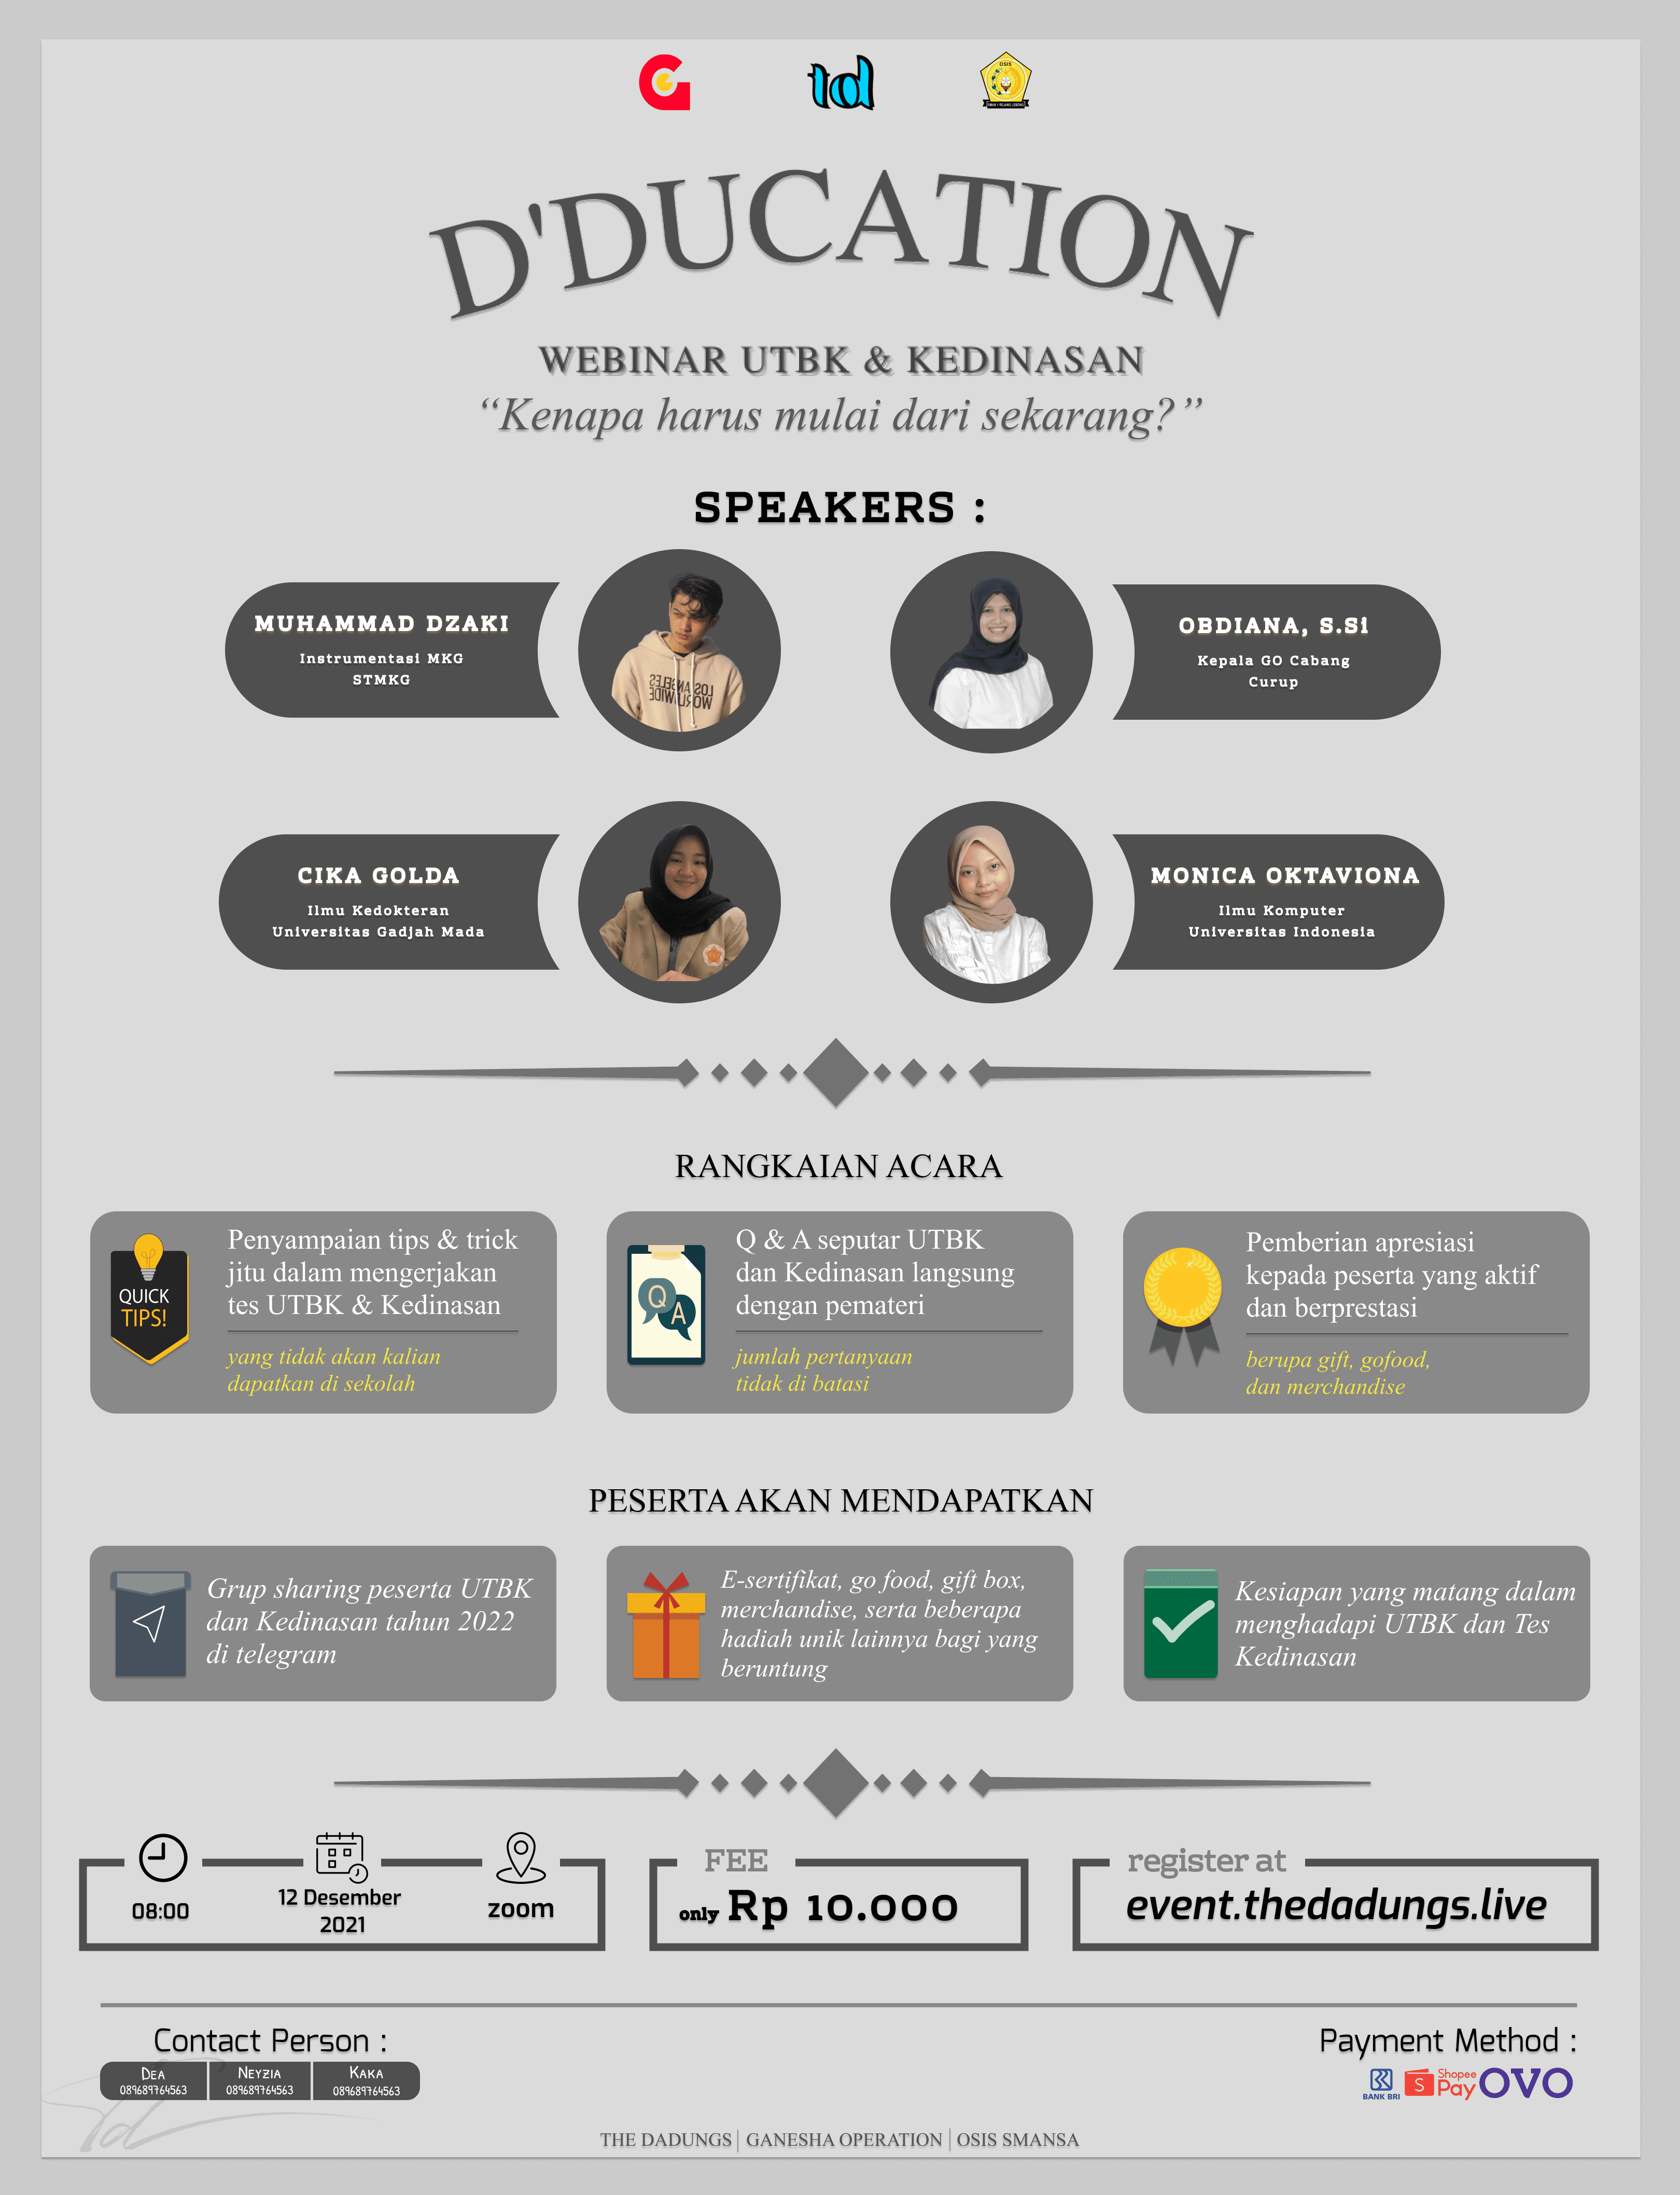 OSIS
SMAN 1 REJANG LEBONG
D'DUCATION
WEBINAR UTBK & KEDINASAN
“Kenapa harus mulai dari sekarang?”
SPEAKERS :
MUHAMMAD DZAKI
Instrumentasi MKG
STMKG
LOS ANGELES
WORLWIDE
OBDIANA, S.Si
Kepala GO Cabang
Curup
CIKA GOLDA
Ilmu Kedokteran
Universitas Gadjah Mada
MONICA OKTAVIONA
Ilmu Komputer
Universitas Indonesia
RANGKAIAN ACARA
QUICK
TIPS!
Penyampaian tips & trick
jitu dalam mengerjakan
tes UTBK & Kedinasan
yang tidak akan kalian
dapatkan di sekolah
Q
A
Q & A seputar UTBK
dan Kedinasan langsung
dengan pemateri
jumlah pertanyaan
tidak di batasi
Pemberian apresiasi
kepada peserta yang aktif
dan berprestasi
berupa gift, gofood,
dan merchandise
PESERTA AKAN MENDAPATKAN
Grup sharing peserta UTBK
dan Kedinasan tahun 2022
di telegram
E-sertifikat, go food, gift box,
merchandise, serta beberapa
hadiah unik lainnya bagi yang
beruntung
Kesiapan yang matang dalam
menghadapi UTBK dan Tes
Kedinasan
08:00
12 Desember
2021
zoom
FEE
only Rp 10.000
register at
event.thedadungs.live
Contact Person :
DEA
089689764563
NEYZIA
089689764563
KAKA
089689764563
Payment Method :
BANK BRI
S
Shopee
Pay
OVO
THE DADUNGS | GANESHA OPERATION | OSIS SMANSA